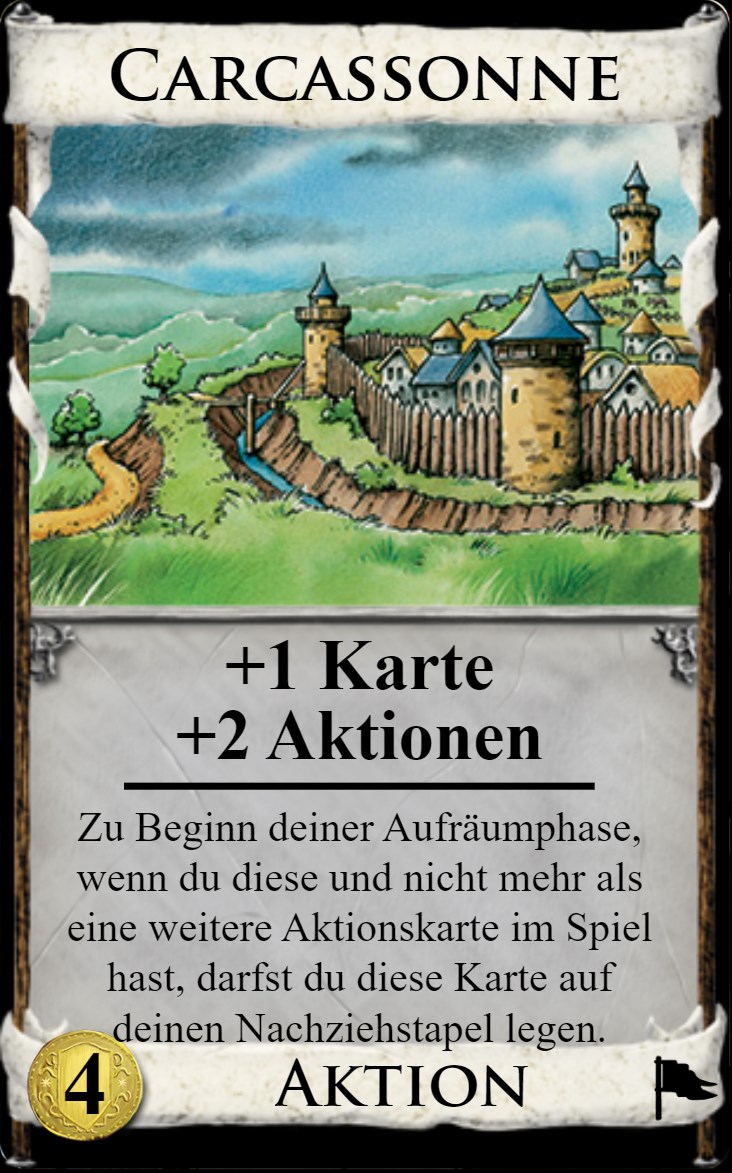 Carcassonne
+1 Karte
+2 Aktionen
Zu Beginn deiner Aufräumphase,
wenn du diese und nicht mehr als
eine weitere Aktionskarte im Spiel
hast, darfst du diese Karte auf
deinen Nachziehstapel legen.
4
Aktion